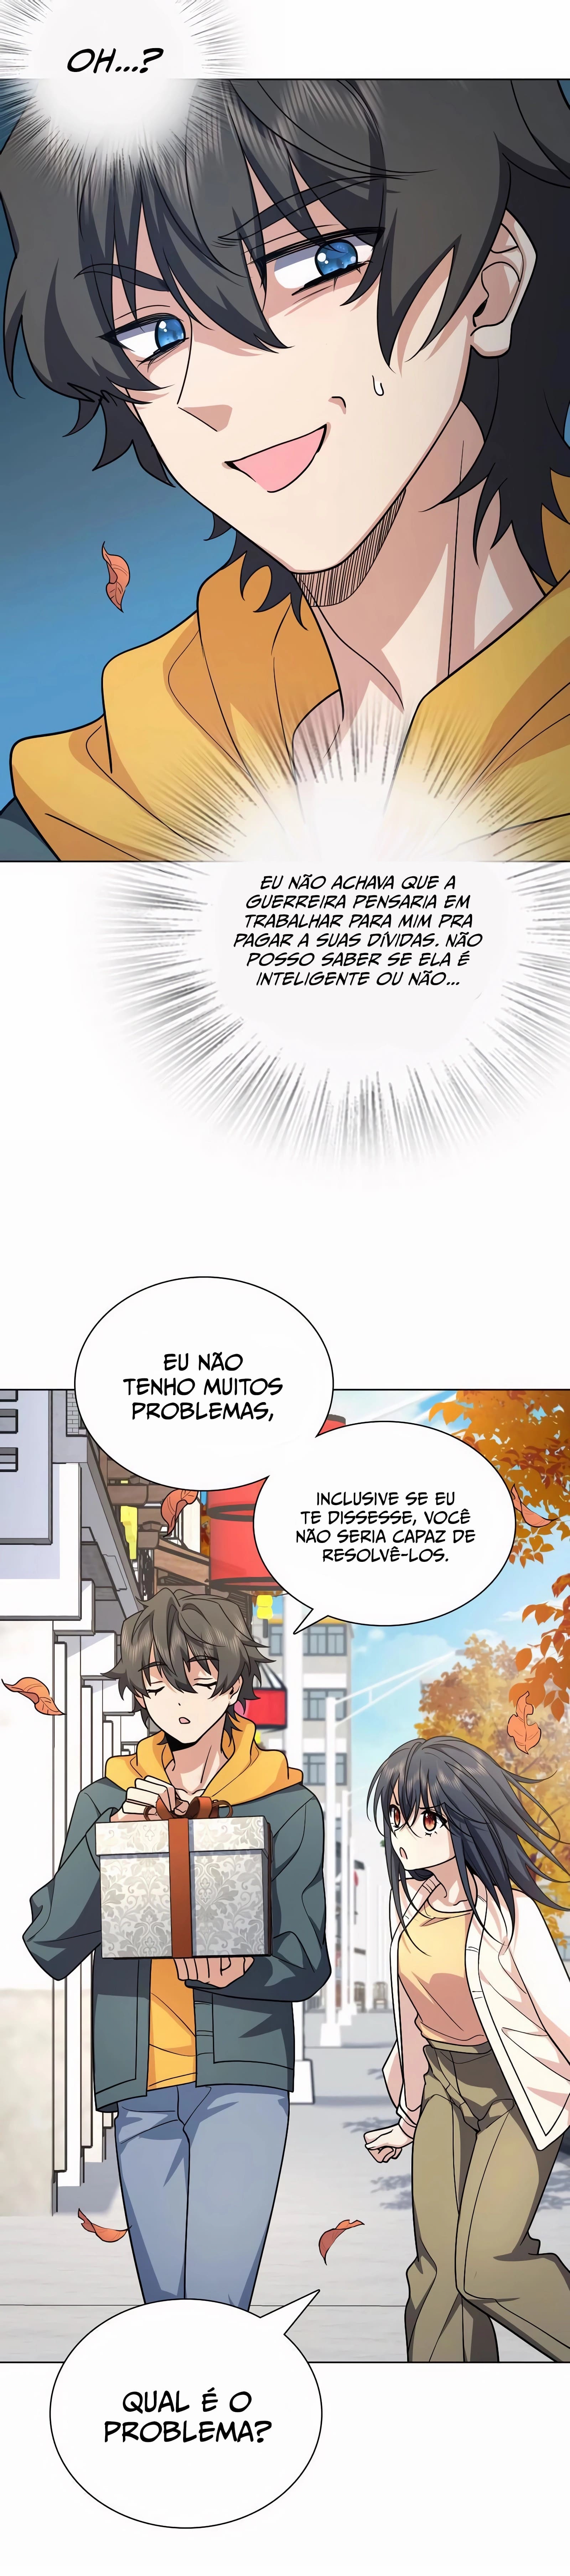 OH...?
EU NÃO ACHAVA QUE A
GUERREIRA PENSARIA EM
TRABALHAR PARA MIM PRA
PAGAR A SUAS DÍVIDAS. NÃO
POSSO SABER SE ELA É
INTELIGENTE OU NÃO...
EU NÃO
TENHO MUITOS
PROBLEMAS,
INCLUSIVE SE EU
TE DISSESSE, VOCÊ
NÃO SERIA CAPAZ DE
RESOLVÊ-LOS.
QUAL É O
PROBLEMA?